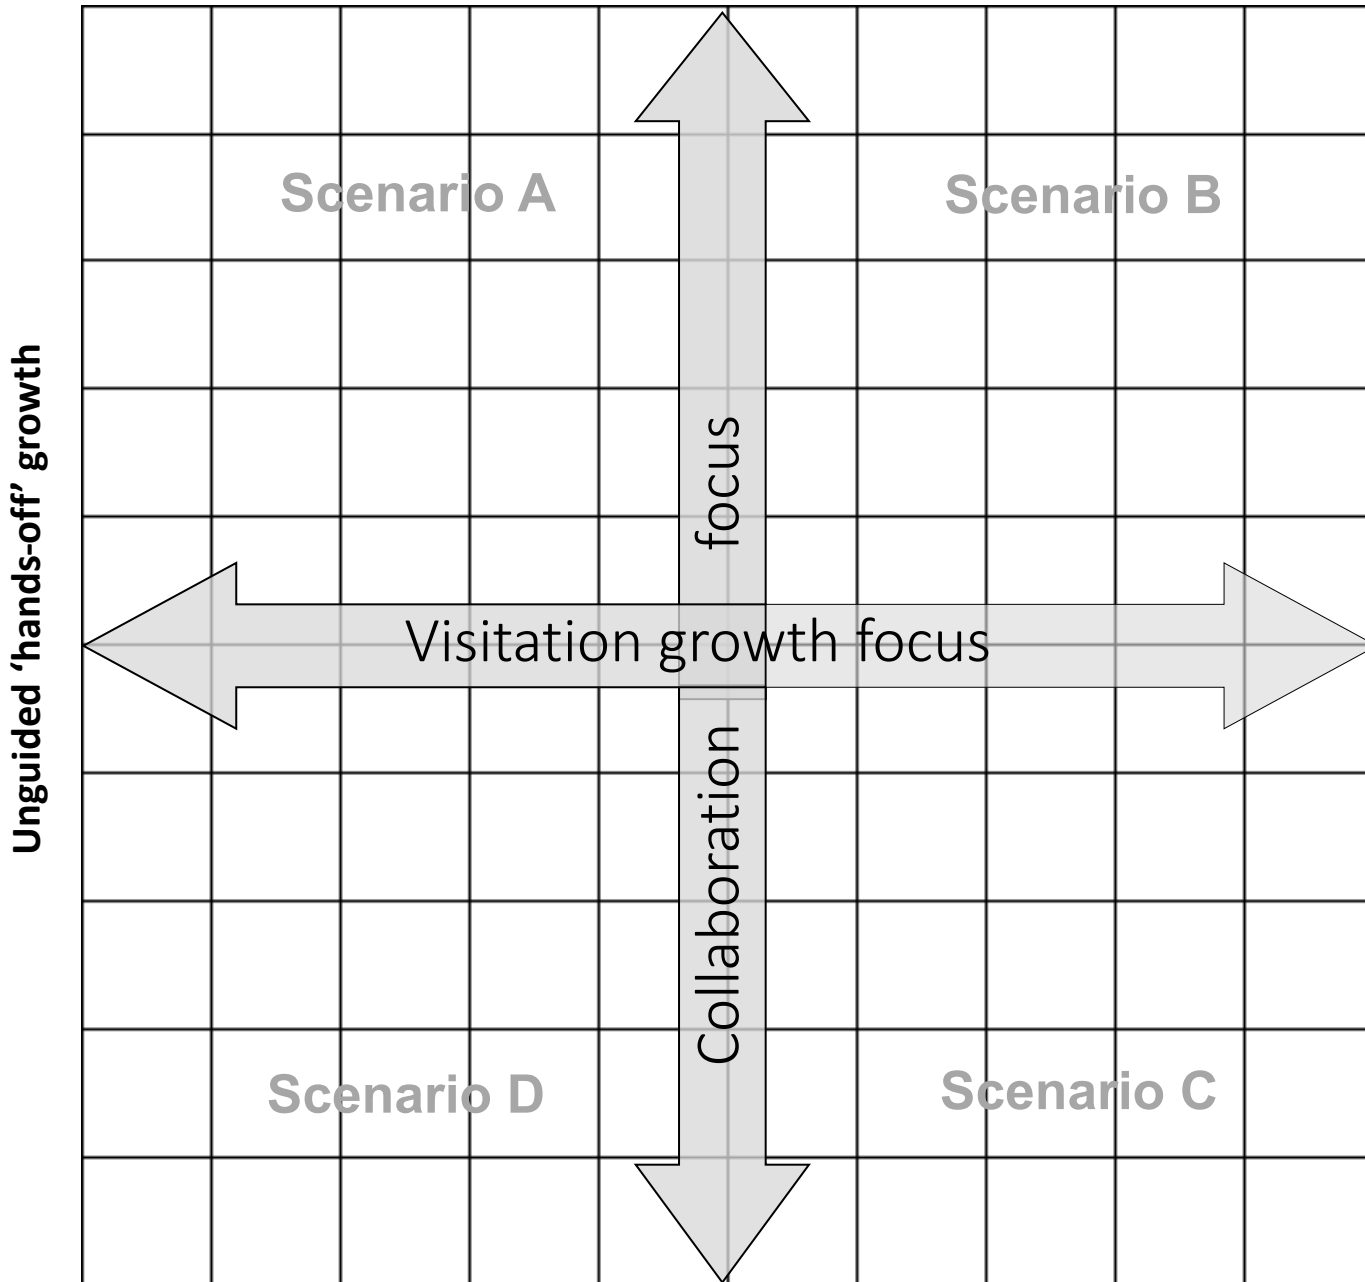 Scenario A
Scenario B
Unguided ‘hands-off’ growth
Visitation growth focus
Collaboration focus
Scenario D
Scenario C